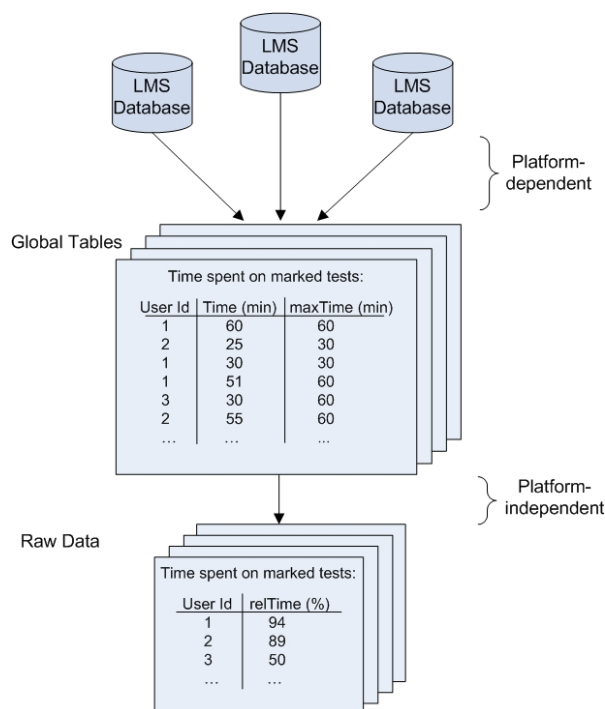 LMS
Database
LMS
Database
LMS
Database
Platform-
dependent
Global Tables
Time spent on marked tests:
User Id Time (min) maxTime (min)
1 60 60
2 25 30
1 30 30
1 51 60
3 30 60
2 55 60
... ... ...
Platform-
independent
Raw Data
Time spent on marked tests:
User Id relTime (%)
1 94
2 89
3 50
... ...